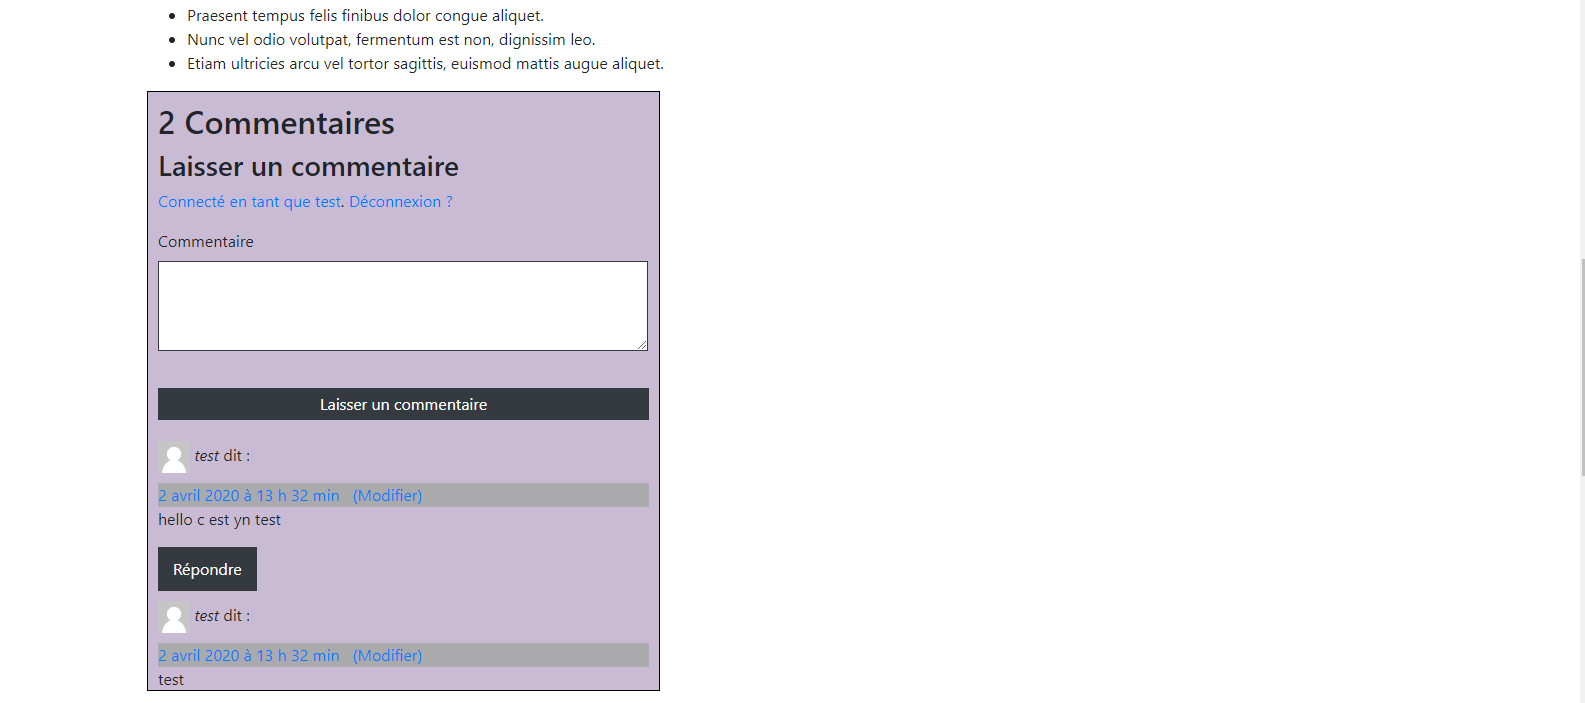 Praesent tempus felis finibus dolor congue aliquet.
Nunc vel odio volutpat, fermentum est non, dignissim leo.
Etiam ultricies arcu vel tortor sagittis, euismod mattis augue aliquet.
2 Commentaires
Laisser un commentaire
Connecté en tant que test. Déconnexion ?
Commentaire
Laisser un commentaire
test dit :
2 avril 2020 à 13 h 32 min (Modifier)
hello c est yn test
Répondre
test dit :
2 avril 2020 à 13 h 32 min (Modifier)
test